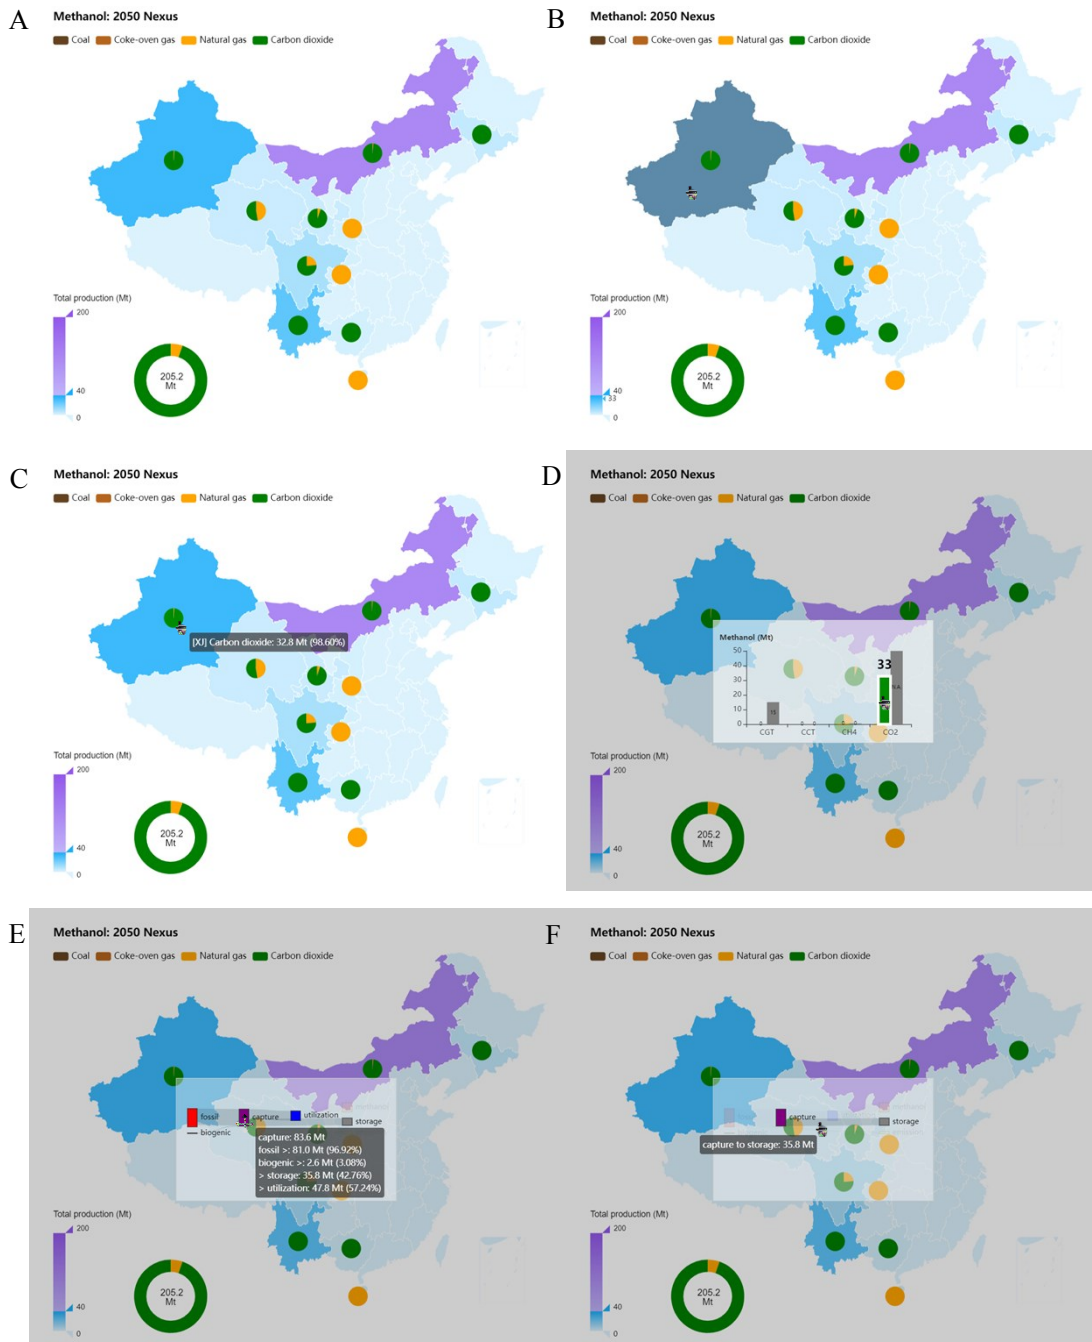 A
Methanol: 2050 Nexus
Coal Coke-oven gas Natural gas Carbon dioxide
Total production (Mt)
200
40
0
205.2
Mt
B
Methanol: 2050 Nexus
Coal Coke-oven gas Natural gas Carbon dioxide
Total production (Mt)
200
40
33
0
205.2
Mt
C
Methanol: 2050 Nexus
Coal Coke-oven gas Natural gas Carbon dioxide
[XJ] Carbon dioxide: 32.8 Mt (98.60%)
Total production (Mt)
200
40
0
205.2
Mt
D
Methanol: 2050 Nexus
Coal Coke-oven gas Natural gas Carbon dioxide
Methanol (Mt)
50
40
30
20
10
0
0 15 0 0 0 0 33 n.a.
CGT CCT CH4 CO2
Total production (Mt)
200
40
0
205.2
Mt
E
Methanol: 2050 Nexus
Coal Coke-oven gas Natural gas Carbon dioxide
fossil capture utilization
biogenic storage
capture: 83.6 Mt
fossil >: 81.0 Mt (96.92%)
biogenic >: 2.6 Mt (3.08%)
> storage: 35.8 Mt (42.76%)
> utilization: 47.8 Mt (57.24%)
Total production (Mt)
200
40
0
205.2
Mt
F
Methanol: 2050 Nexus
Coal Coke-oven gas Natural gas Carbon dioxide
capture
storage
capture to storage: 35.8 Mt
Total production (Mt)
200
40
0
205.2
Mt